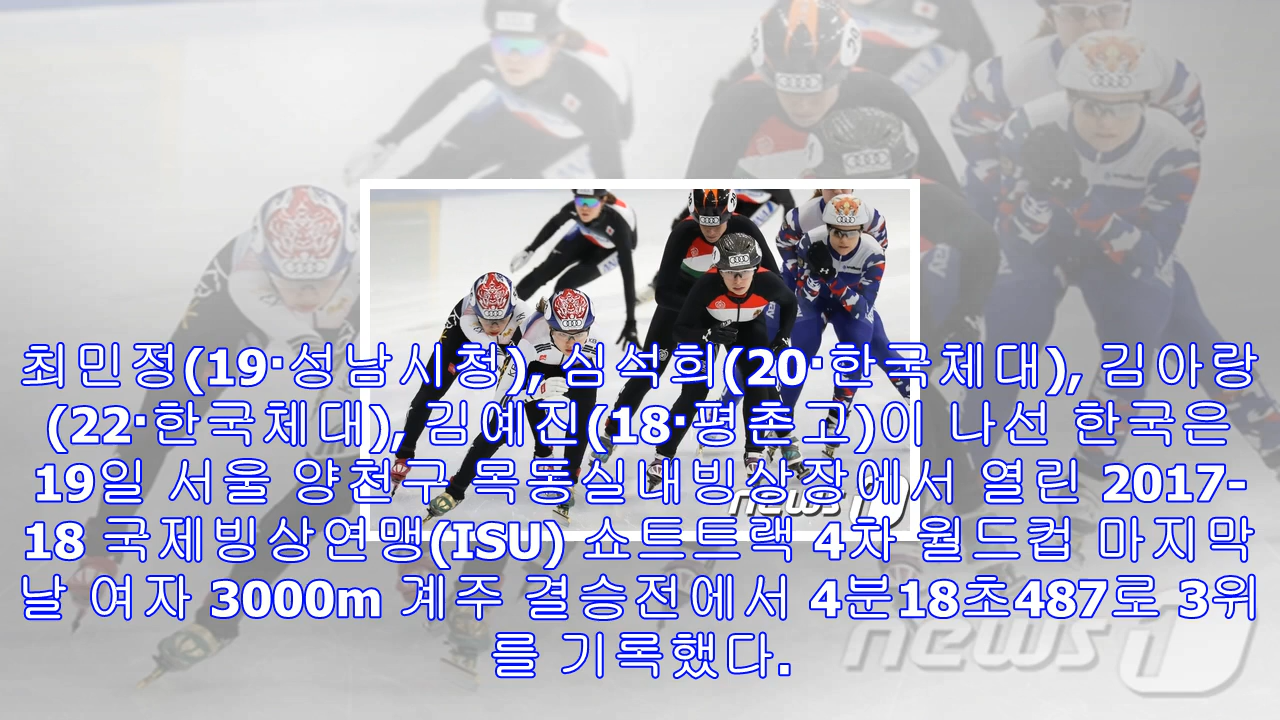 최민정(19·성남시청), 심석희(20·한국체대), 김아랑
(22·한국체대), 김예진(18·평촌고)이 나선 한국은
19일 서울 양천구 목동실내빙상장에서 열린 2017-
18 국제빙상연맹(ISU) 쇼트트랙 4차 월드컵 마지막
날 여자 3000m 계주 결승전에서 4분18초487로 3위
를 기록했다.
news 1
news 1